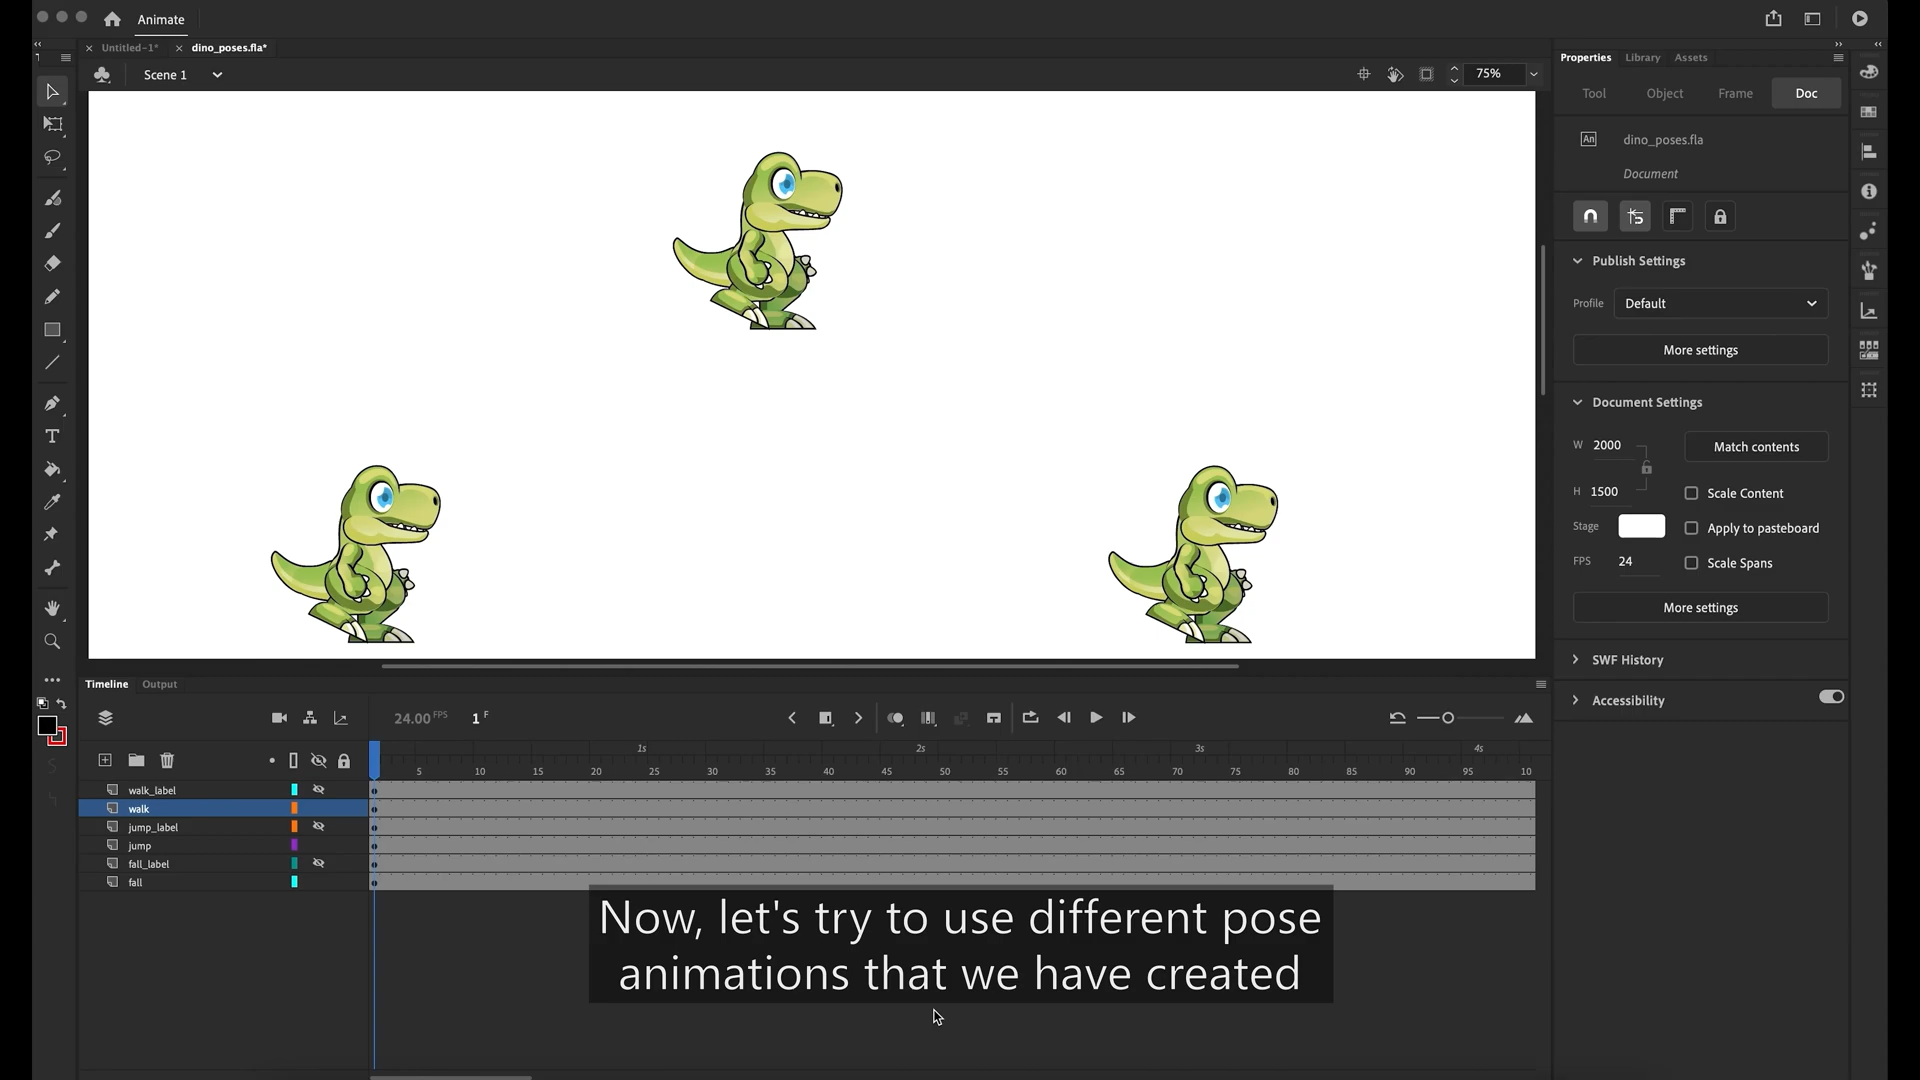 Animate
Untitled-1*
dino_poses.fla*
Scene 1
75%
Properties
Library
Assets
Tool
Object
Frame
Doc
An
dino_poses.fla
Document
Publish Settings
Profile
Default
More settings
Document Settings
W 2000
Match contents
H 1500
Scale Content
Stage
Apply to pasteboard
FPS 24
Scale Spans
More settings
SWF History
Accessibility
Timeline
Output
24.00 FPS
1 F
1s 2s 3s 4s
5 10 15 20 25 30 35 40 45 50 55 60 65 70 75 80 85 90 95 10
walk_label
walk
jump_label
jump
fall_label
fall
Now, let's try to use different pose
animations that we have created